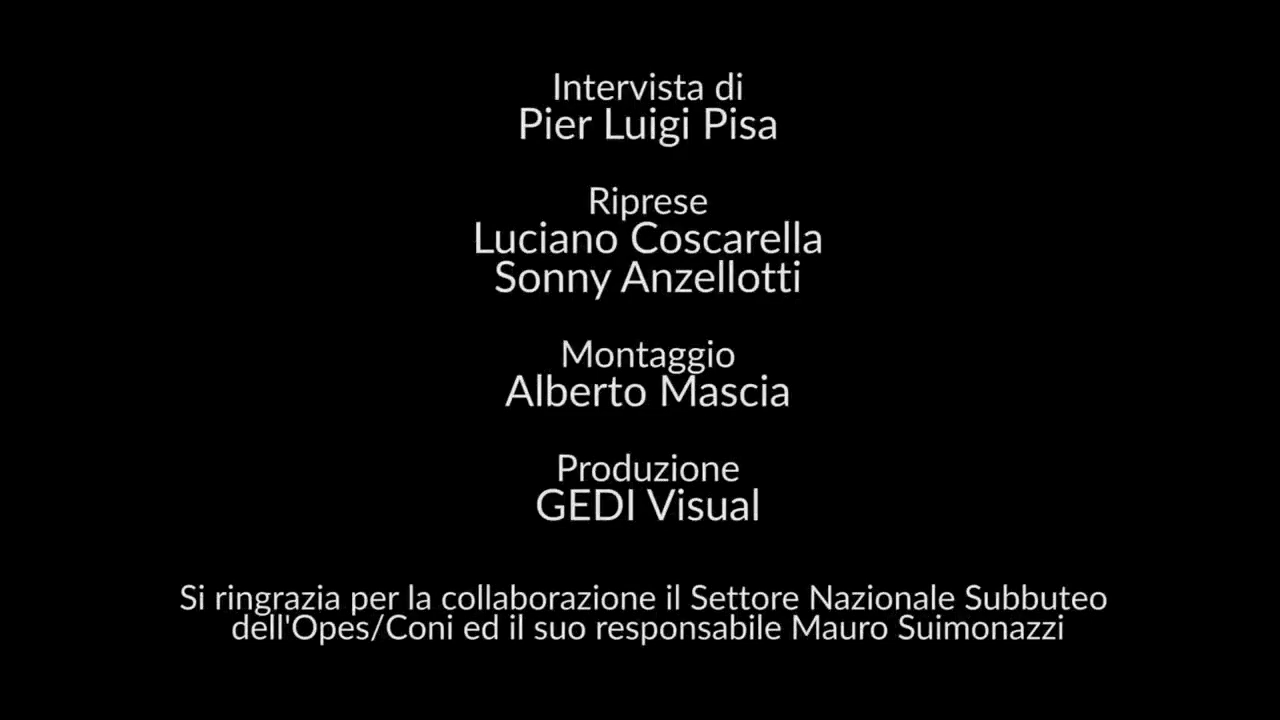 Intervista di
Pier Luigi Pisa
Riprese
Luciano Coscarella
Sonny Anzellotti
Montaggio
Alberto Mascia
Produzione
GEDI Visual
Si ringrazia per la collaborazione il Settore Nazionale Subbuteo
dell'Opes/Coni ed il suo responsabile Mauro Suimonazzi